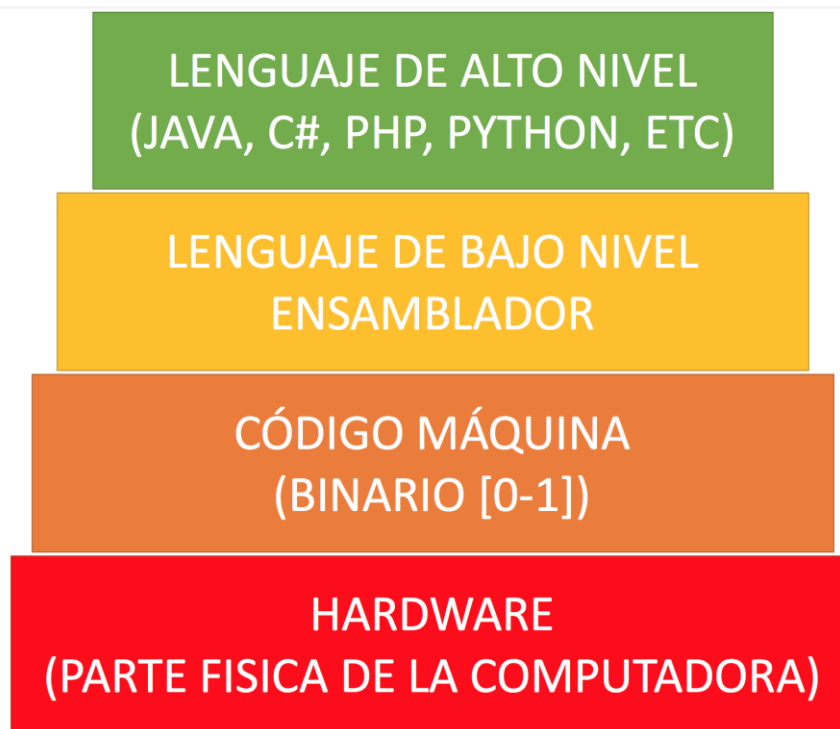 LENGUAJE DE ALTO NIVEL
(JAVA, C#, PHP, PYTHON, ETC)
LENGUAJE DE BAJO NIVEL
ENSAMBLADOR
CÓDIGO MÁQUINA
(BINARIO [0-1])
HARDWARE
(PARTE FISICA DE LA COMPUTADORA)